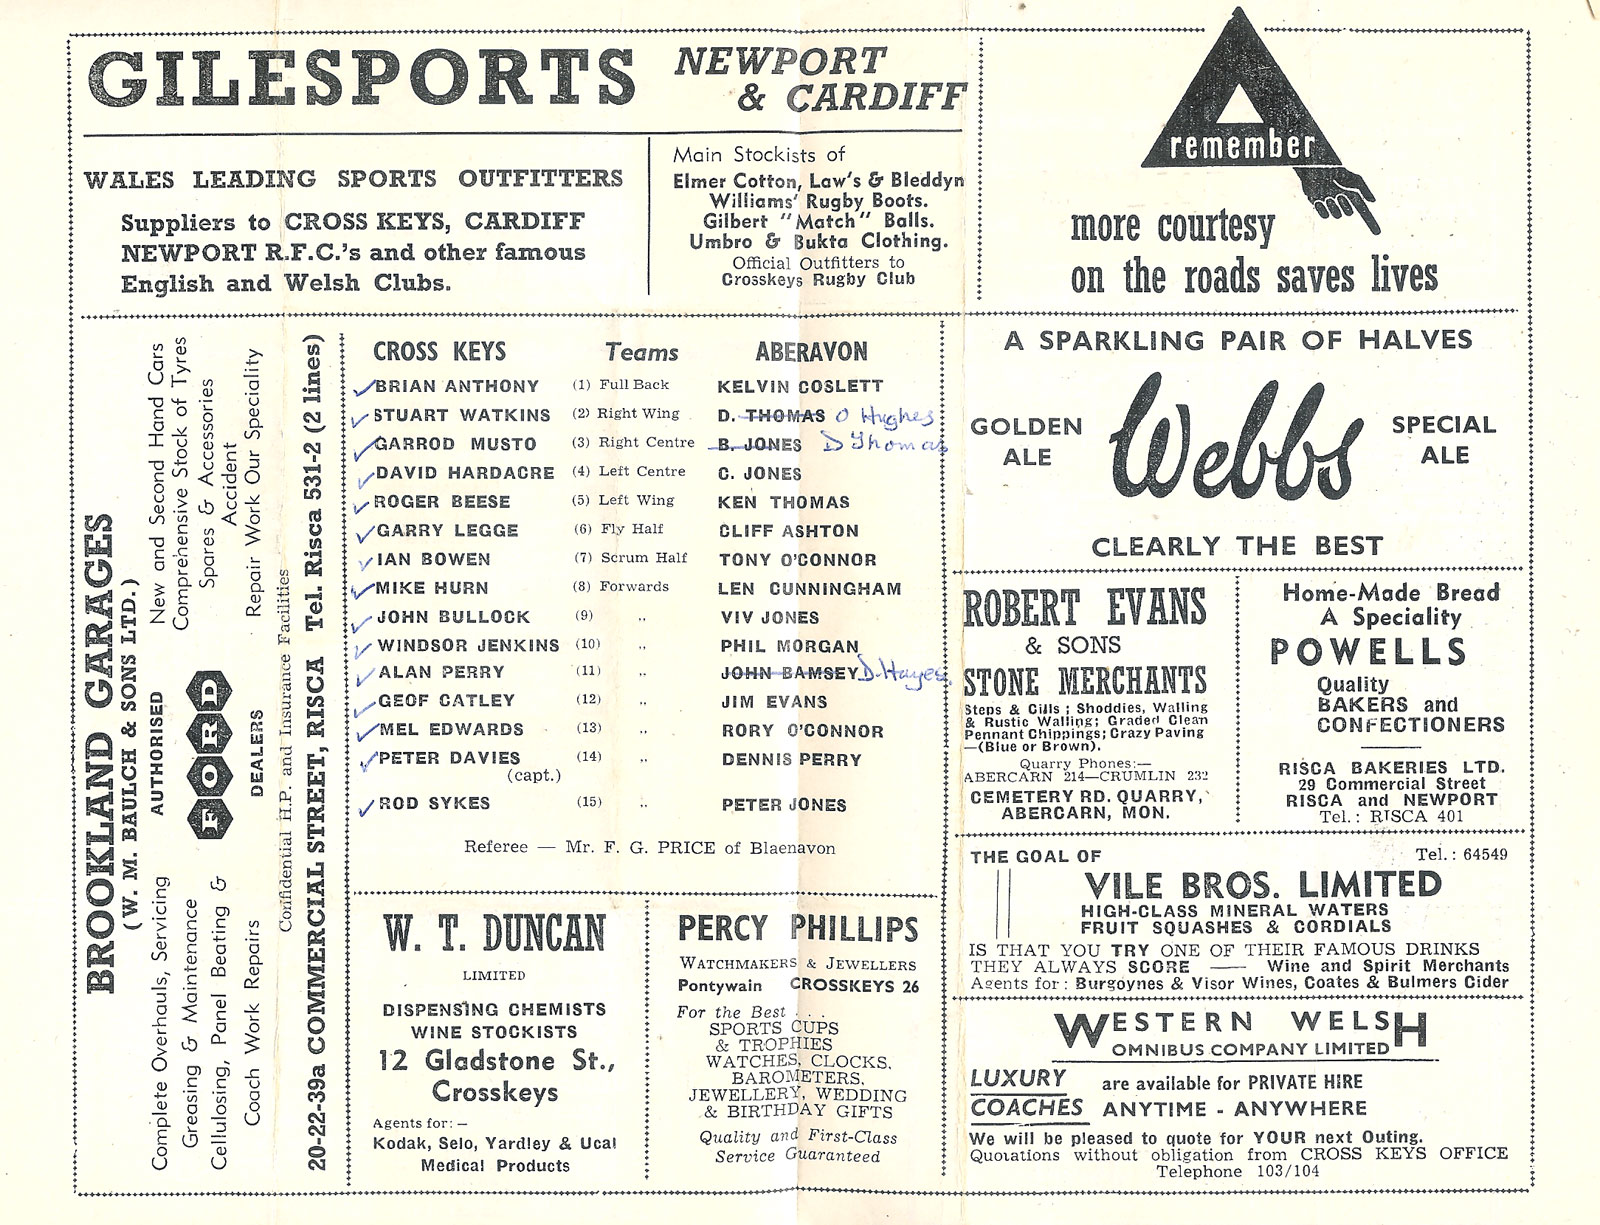 GILESPORTS NEWPORT
& CARDIFF
WALES LEADING SPORTS OUTFITTERS
Suppliers to CROSS KEYS, CARDIFF
NEWPORT R.F.C.'s and other famous
English and Welsh Clubs.
Main Stockists of
Elmer Cotton, Law's & Bleddyn
Williams' Rugby Boots.
Gilbert "Match" Balls.
Umbro & Bukta Clothing.
Official Outfitters to
Crosskeys Rugby Club
remember
more courtesy
on the roads saves lives
BROOKLAND GARAGES
(W. M. BAULCH & SONS LTD.)
Complete Overhauls, Servicing
Greasing & Maintenance
Cellulosing, Panel Beating &
Coach Work Repairs
AUTHORISED
FORD
DEALERS
New and Second Hand Cars
Comprehensive Stock of Tyres
Spares & Accessories
Accident
Repair Work Our Speciality
Confidential H.P. and Insurance Facilities
20-22-39a COMMERCIAL STREET, RISCA Tel. Risca 531-2 (2 lines)
CROSS KEYS Teams ABERAVON
BRIAN ANTHONY (1) Full Back KELVIN COSLETT
STUART WATKINS (2) Right Wing D. THOMAS O Hughes
GARROD MUSTO (3) Right Centre B. JONES D Thomas
DAVID HARDACRE (4) Left Centre C. JONES
ROGER BEESE (5) Left Wing KEN THOMAS
GARRY LEGGE (6) Fly Half CLIFF ASHTON
IAN BOWEN (7) Scrum Half TONY O'CONNOR
MIKE HURN (8) Forwards LEN CUNNINGHAM
JOHN BULLOCK (9) ,, VIV JONES
WINDSOR JENKINS (10) ,, PHIL MORGAN
ALAN PERRY (11) ,, JOHN BAMSEY D. Hayes
GEOF CATLEY (12) ,, JIM EVANS
MEL EDWARDS (13) ,, RORY O'CONNOR
PETER DAVIES (14) ,, DENNIS PERRY
(capt.)
ROD SYKES (15) ,, PETER JONES
Referee — Mr. F. G. PRICE of Blaenavon
W. T. DUNCAN
LIMITED
DISPENSING CHEMISTS
WINE STOCKISTS
12 Gladstone St.,
Crosskeys
Agents for: –
Kodak, Selo, Yardley & Ucal
Medical Products
PERCY PHILLIPS
WATCHMAKERS & JEWELLERS
Pontywain CROSSKEYS 26
For the Best . . .
SPORTS CUPS
& TROPHIES
WATCHES, CLOCKS,
BAROMETERS,
JEWELLERY, WEDDING
& BIRTHDAY GIFTS
Quality and First-Class
Service Guaranteed
A SPARKLING PAIR OF HALVES
GOLDEN
ALE
Webbs
SPECIAL
ALE
CLEARLY THE BEST
ROBERT EVANS
& SONS
STONE MERCHANTS
Steps & Cills ; Shoddies, Walling
& Rustic Walling; Graded Clean
Pennant Chippings; Crazy Paving
—(Blue or Brown).
Quarry Phones:—
ABERCARN 214—CRUMLIN 232
CEMETERY RD. QUARRY,
ABERCARN, MON.
Home-Made Bread
A Speciality
POWELLS
Quality
BAKERS and
CONFECTIONERS
RISCA BAKERIES LTD.
29 Commercial Street
RISCA and NEWPORT
Tel.: RISCA 401
THE GOAL OF Tel.: 64549
VILE BROS. LIMITED
HIGH-CLASS MINERAL WATERS
FRUIT SQUASHES & CORDIALS
IS THAT YOU TRY ONE OF THEIR FAMOUS DRINKS
THEY ALWAYS SCORE — Wine and Spirit Merchants
Agents for: Burgoynes & Visor Wines, Coates & Bulmers Cider
WESTERN WELSH
OMNIBUS COMPANY LIMITED
LUXURY
COACHES
are available for PRIVATE HIRE
ANYTIME - ANYWHERE
We will be pleased to quote for YOUR next Outing.
Quotations without obligation from CROSS KEYS OFFICE
Telephone 103/104